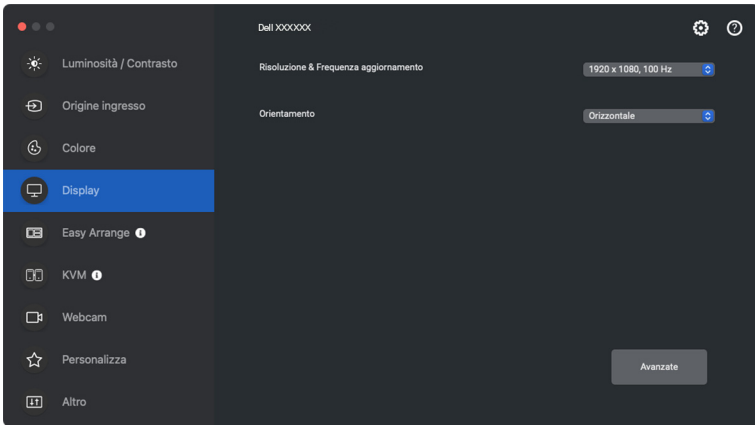 Dell XXXXXX
Luminosità / Contrasto
Risoluzione & Frequenza aggiornamento
1920 x 1080, 100 Hz
Origine ingresso
Orientamento
Orizzontale
Colore
Display
Easy Arrange
KVM
Webcam
Personalizza
Avanzate
Altro